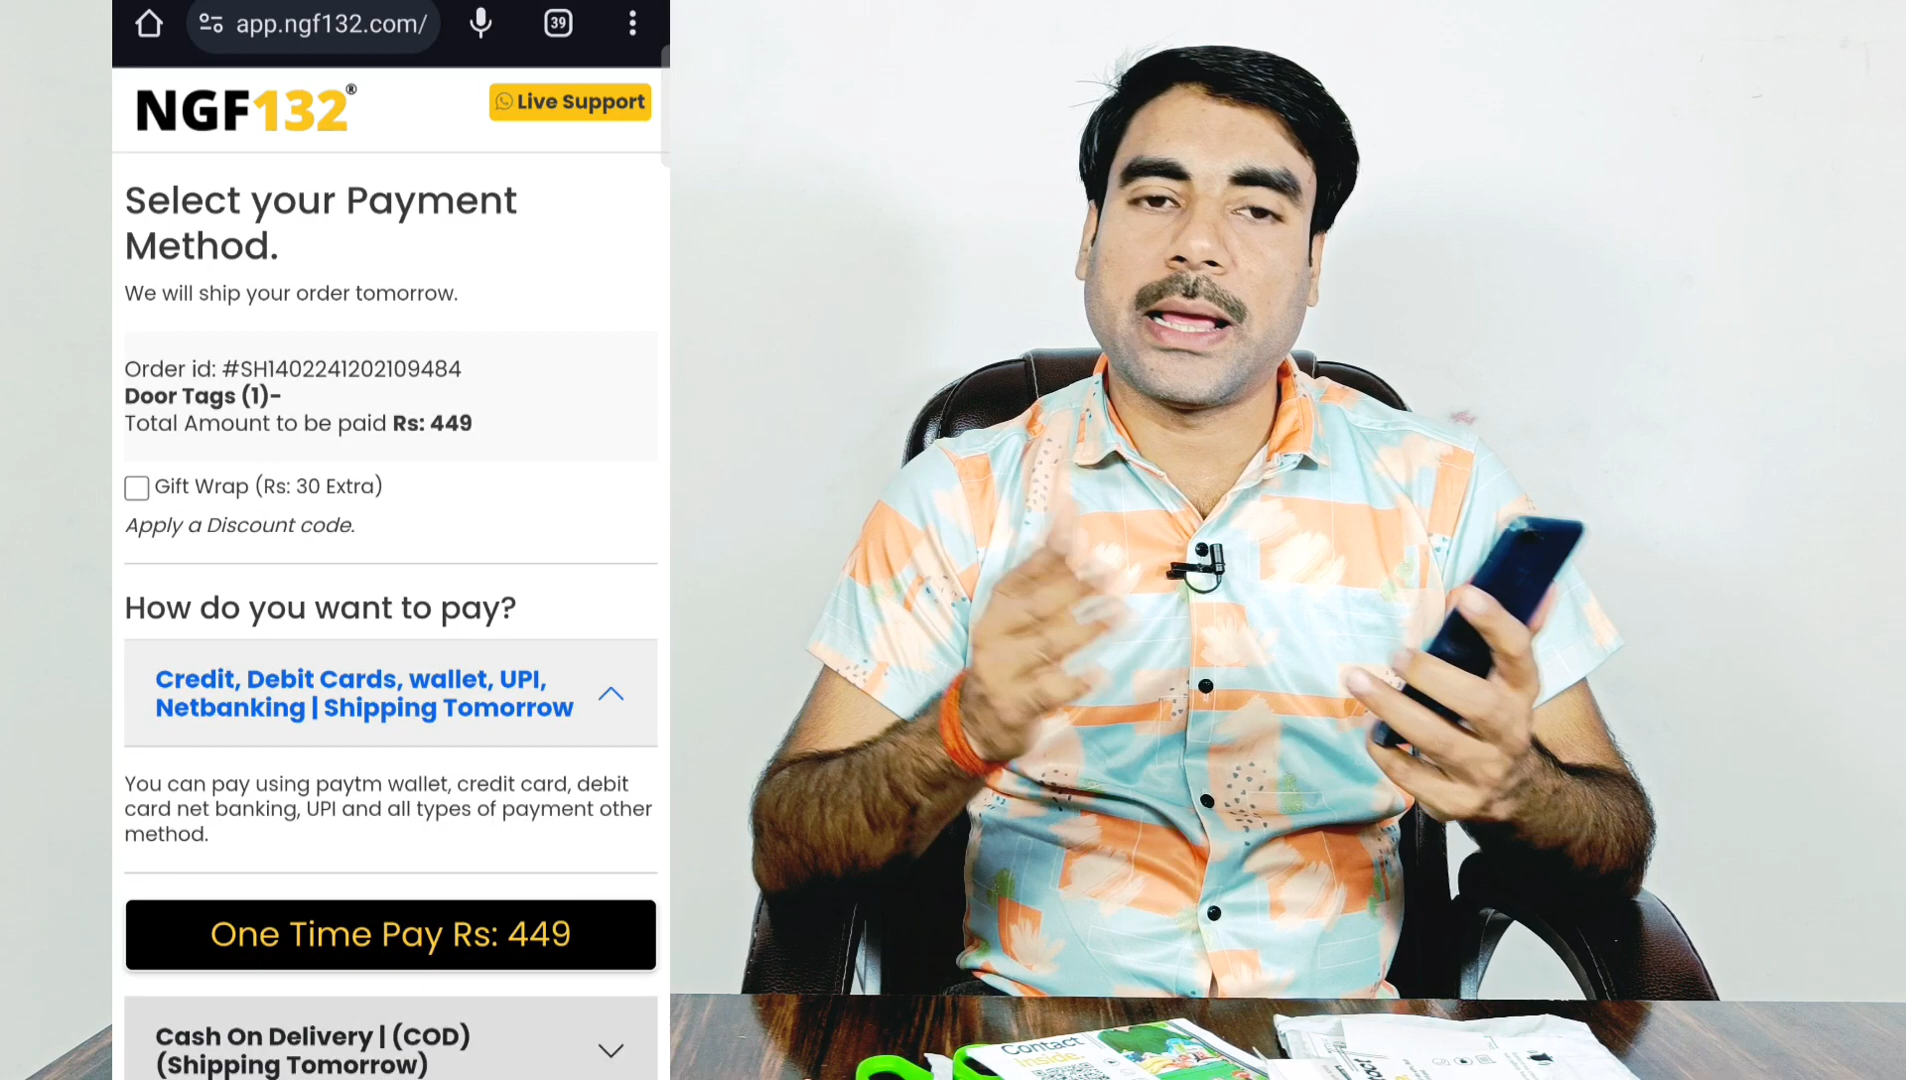 39
app.ngf132.com/
NGF132®
Live Support
Select your Payment
Method.
We will ship your order tomorrow.
Order id: #SH1402241202109484
Door Tags (1)-
Total Amount to be paid Rs: 449
Gift Wrap (Rs: 30 Extra)
Apply a Discount code.
How do you want to pay?
Credit, Debit Cards, wallet, UPI,
Netbanking | Shipping Tomorrow
You can pay using paytm wallet, credit card, debit
card net banking, UPI and all types of payment other
method.
One Time Pay Rs: 449
Cash On Delivery | (COD)
(Shipping Tomorrow)
Contact
Inside.